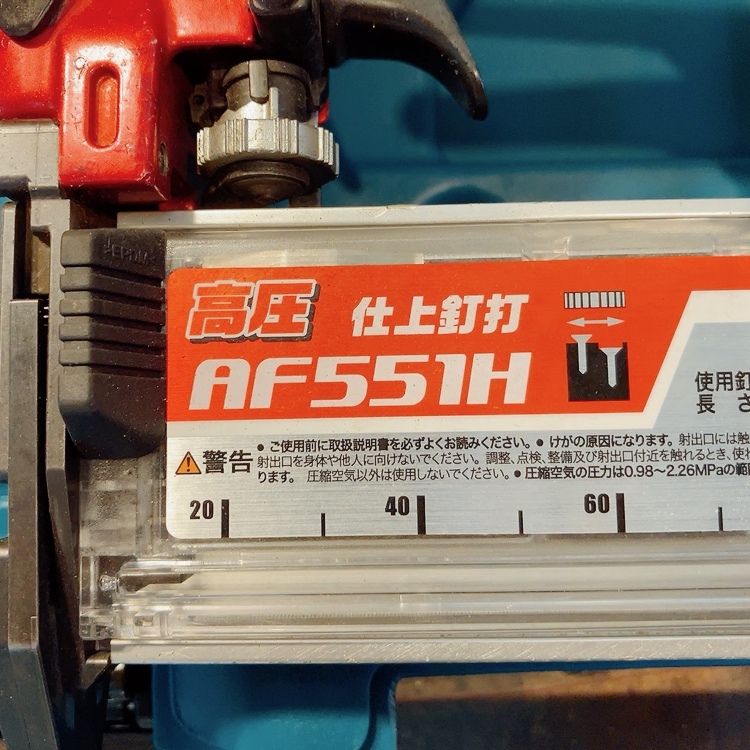 <EPDM>
高圧 仕上釘打
AF551H
使用釘
長 さ
警告
● ご使用前に取扱説明書を必ずよくお読みください。● けがの原因になります。射出口には触
射出口を身体や他人に向けないでください。調整、点検、整備及び射出口付近を触れるとき、使わ
ります。 圧縮空気以外は使用しないでください。● 圧縮空気の圧力は0.98〜2.26MPaの範
20 40 60